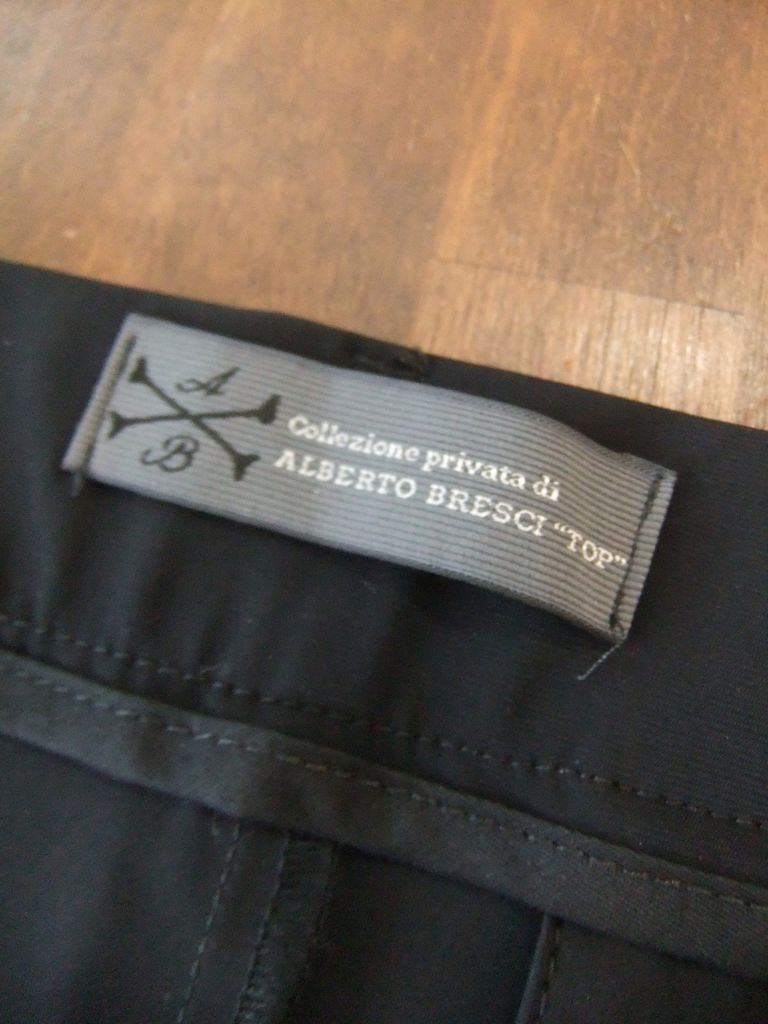 A
B
Collezione privata di
ALBERTO BRESCI "TOP"